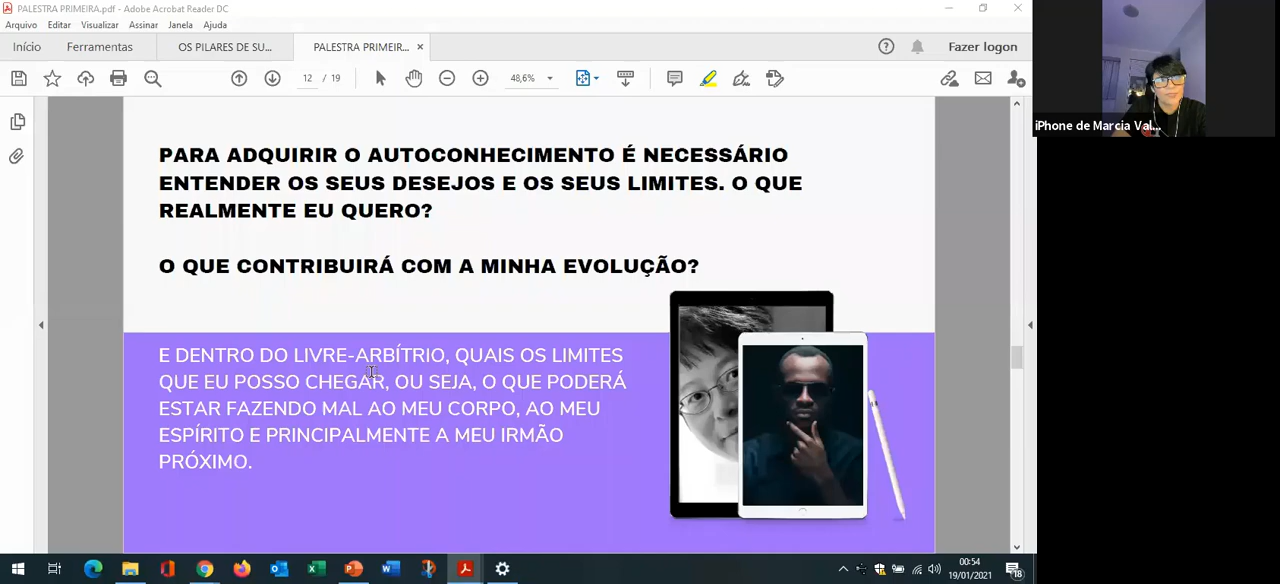 PALESTRA PRIMEIRA.pdf - Adobe Acrobat Reader DC
Arquivo Editar Visualizar Assinar Janela Ajuda
Início Ferramentas OS PILARES DE SU... PALESTRA PRIMEIR... × Fazer logon
12 / 19 48,6%
iPhone de Marcia Val...
PARA ADQUIRIR O AUTOCONHECIMENTO É NECESSÁRIO
ENTENDER OS SEUS DESEJOS E OS SEUS LIMITES. O QUE
REALMENTE EU QUERO?
O QUE CONTRIBUIRÁ COM A MINHA EVOLUÇÃO?
E DENTRO DO LIVRE-ARBÍTRIO, QUAIS OS LIMITES
QUE EU POSSO CHEGAR, OU SEJA, O QUE PODERÁ
ESTAR FAZENDO MAL AO MEU CORPO, AO MEU
ESPÍRITO E PRINCIPALMENTE A MEU IRMÃO
PRÓXIMO.
00:54
19/01/2021
18